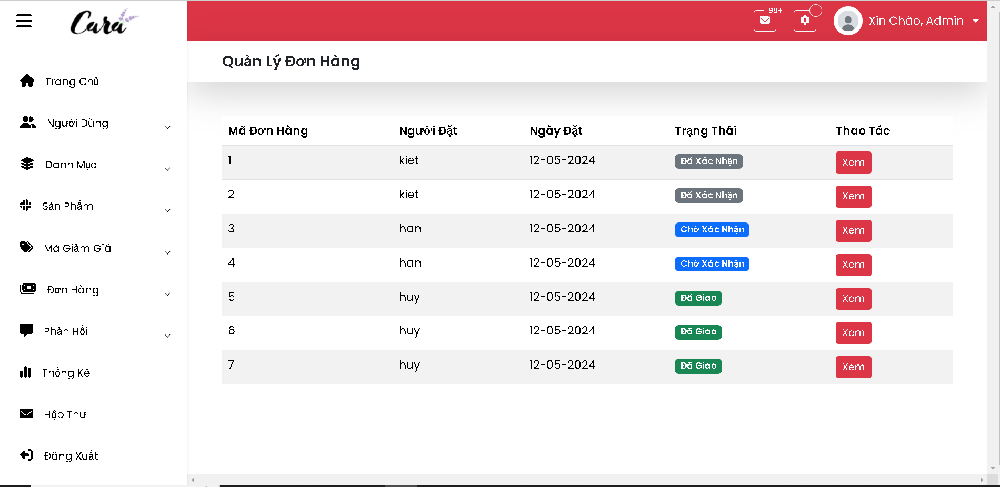 Cara
99+
Xin Chào, Admin
Quản Lý Đơn Hàng
Trang Chủ
Người Dùng
Danh Mục
Sản Phẩm
Mã Giảm Giá
Đơn Hàng
Phản Hồi
Thống Kê
Hộp Thư
Đăng Xuất
Mã Đơn Hàng Người Đặt Ngày Đặt Trạng Thái Thao Tác
1 kiet 12-05-2024 Đã Xác Nhận Xem
2 kiet 12-05-2024 Đã Xác Nhận Xem
3 han 12-05-2024 Chờ Xác Nhận Xem
4 han 12-05-2024 Chờ Xác Nhận Xem
5 huy 12-05-2024 Đã Giao Xem
6 huy 12-05-2024 Đã Giao Xem
7 huy 12-05-2024 Đã Giao Xem